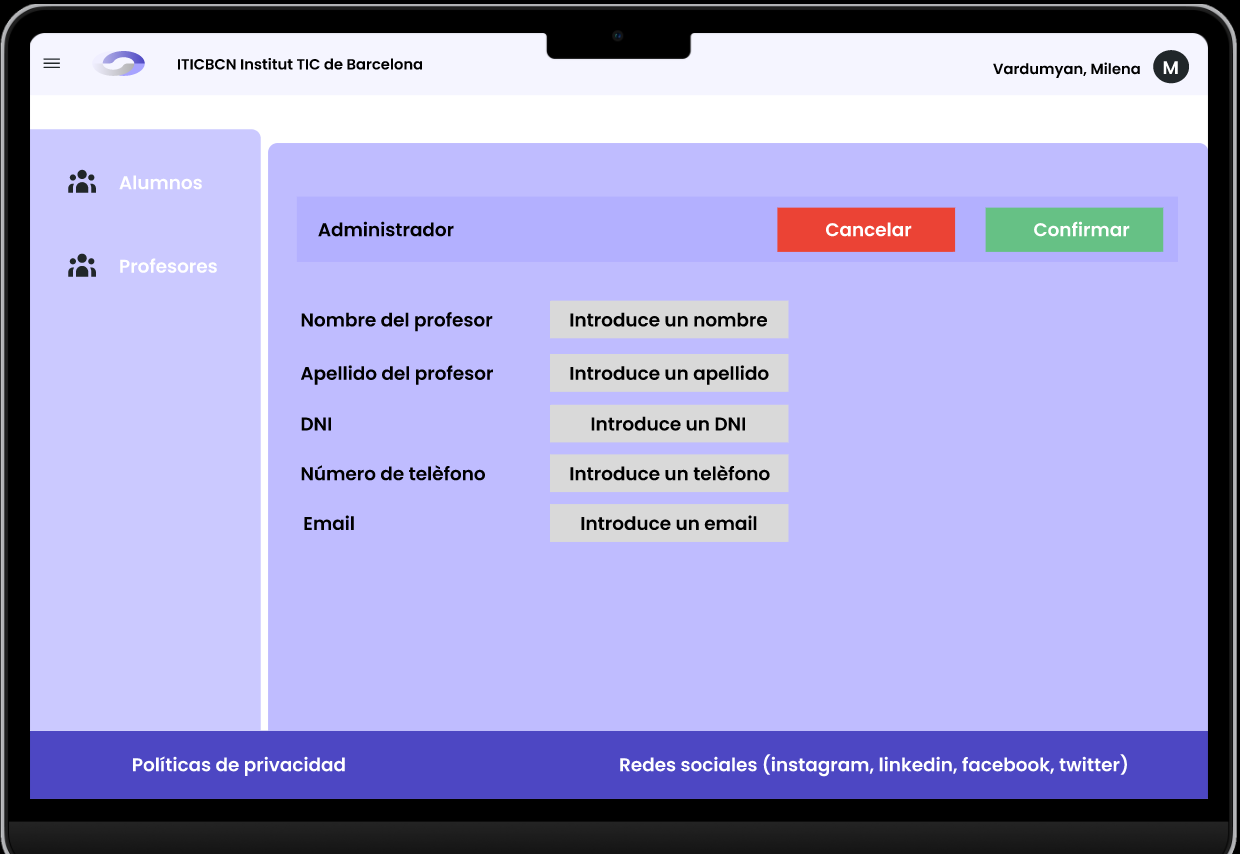 ITICBCN Institut TIC de Barcelona
Vardumyan, Milena
M
Alumnos
Profesores
Administrador
Cancelar
Confirmar
Nombre del profesor
Introduce un nombre
Apellido del profesor
Introduce un apellido
DNI
Introduce un DNI
Número de telèfono
Introduce un telèfono
Email
Introduce un email
Políticas de privacidad
Redes sociales (instagram, linkedin, facebook, twitter)